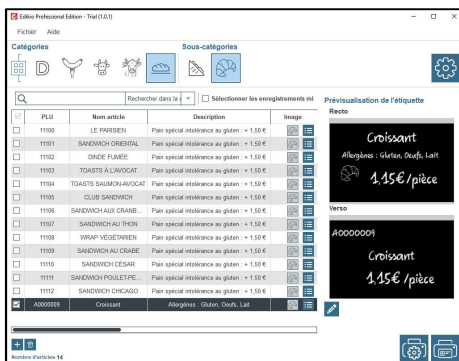 Edikio Professional Edition - Trial (1.0.1)
Fichier Aide
Catégories
Sous-catégories
D
Rechercher dans la
Sélectionner les enregistrements mi
PLU Nom article Description Image
11100 LE PARISIEN Pain spécial intolérance au gluten : + 1,50 €
11101 SANDWICH ORIENTAL Pain spécial intolérance au gluten : + 1,50 €
11102 DINDE FUMÉE Pain spécial intolérance au gluten : + 1,50 €
11103 TOASTS À L'AVOCAT Pain spécial intolérance au gluten : + 1,50 €
11104 TOASTS SAUMON-AVOCAT Pain spécial intolérance au gluten : + 1,50 €
11105 CLUB SANDWICH Pain spécial intolérance au gluten : + 1,50 €
11106 SANDWICH AUX CRANB... Pain spécial intolérance au gluten : + 1,50 €
11107 SANDWICH AU THON Pain spécial intolérance au gluten : + 1,50 €
11108 WRAP VÉGÉTARIEN Pain spécial intolérance au gluten : + 1,50 €
11109 SANDWICH AU CRABE Pain spécial intolérance au gluten : + 1,50 €
11110 SANDWICH CÉSAR Pain spécial intolérance au gluten : + 1,50 €
11111 SANDWICH POULET-PE... Pain spécial intolérance au gluten : + 1,50 €
11112 SANDWICH CHICAGO Pain spécial intolérance au gluten : + 1,50 €
A0000009 Croissant Allergènes : Gluten, Oeufs, Lait
Nombre d'articles 14
Prévisualisation de l'étiquette
Recto
Croissant
Allergènes : Gluten, Oeufs, Lait
1,15€ /pièce
Verso
A0000009
Croissant
1,15€ /pièce